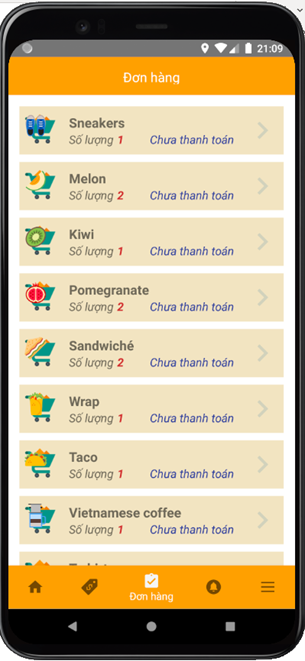 21:09
Đơn hàng
Sneakers
Số lượng 1 Chưa thanh toán
Melon
Số lượng 2 Chưa thanh toán
Kiwi
Số lượng 1 Chưa thanh toán
Pomegranate
Số lượng 2 Chưa thanh toán
Sandwiché
Số lượng 2 Chưa thanh toán
Wrap
Số lượng 1 Chưa thanh toán
Taco
Số lượng 1 Chưa thanh toán
Vietnamese coffee
Số lượng 1 Chưa thanh toán
Đơn hàng